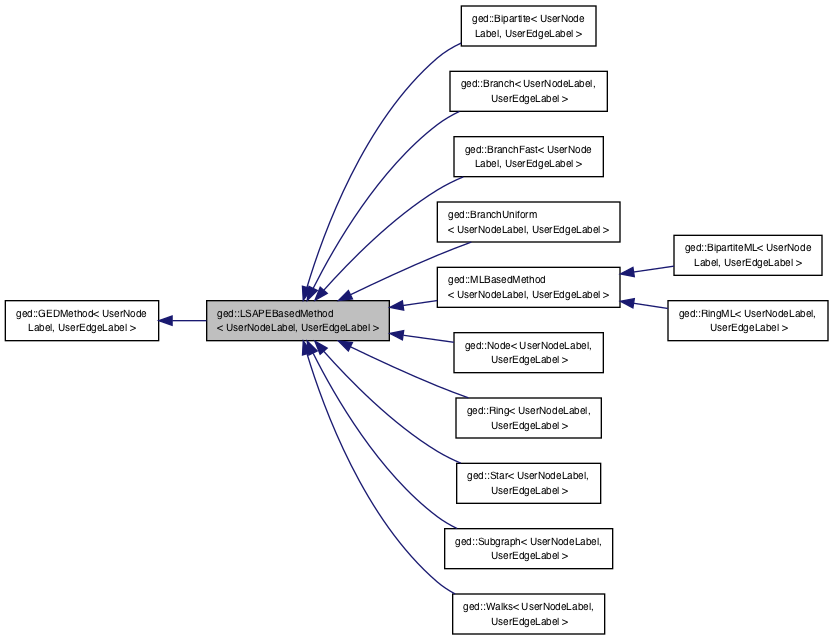 ged::Bipartite< UserNode
Label, UserEdgeLabel >
ged::Branch< UserNodeLabel,
UserEdgeLabel >
ged::BranchFast< UserNode
Label, UserEdgeLabel >
ged::BranchUniform
< UserNodeLabel, UserEdgeLabel >
ged::BipartiteML< UserNode
Label, UserEdgeLabel >
ged::MLBasedMethod
< UserNodeLabel, UserEdgeLabel >
ged::GEDMethod< UserNode
Label, UserEdgeLabel >
ged::LSAPEBasedMethod
< UserNodeLabel, UserEdgeLabel >
ged::RingML< UserNodeLabel,
UserEdgeLabel >
ged::Node< UserNodeLabel,
UserEdgeLabel >
ged::Ring< UserNodeLabel,
UserEdgeLabel >
ged::Star< UserNodeLabel,
UserEdgeLabel >
ged::Subgraph< UserNodeLabel,
UserEdgeLabel >
ged::Walks< UserNodeLabel,
UserEdgeLabel >